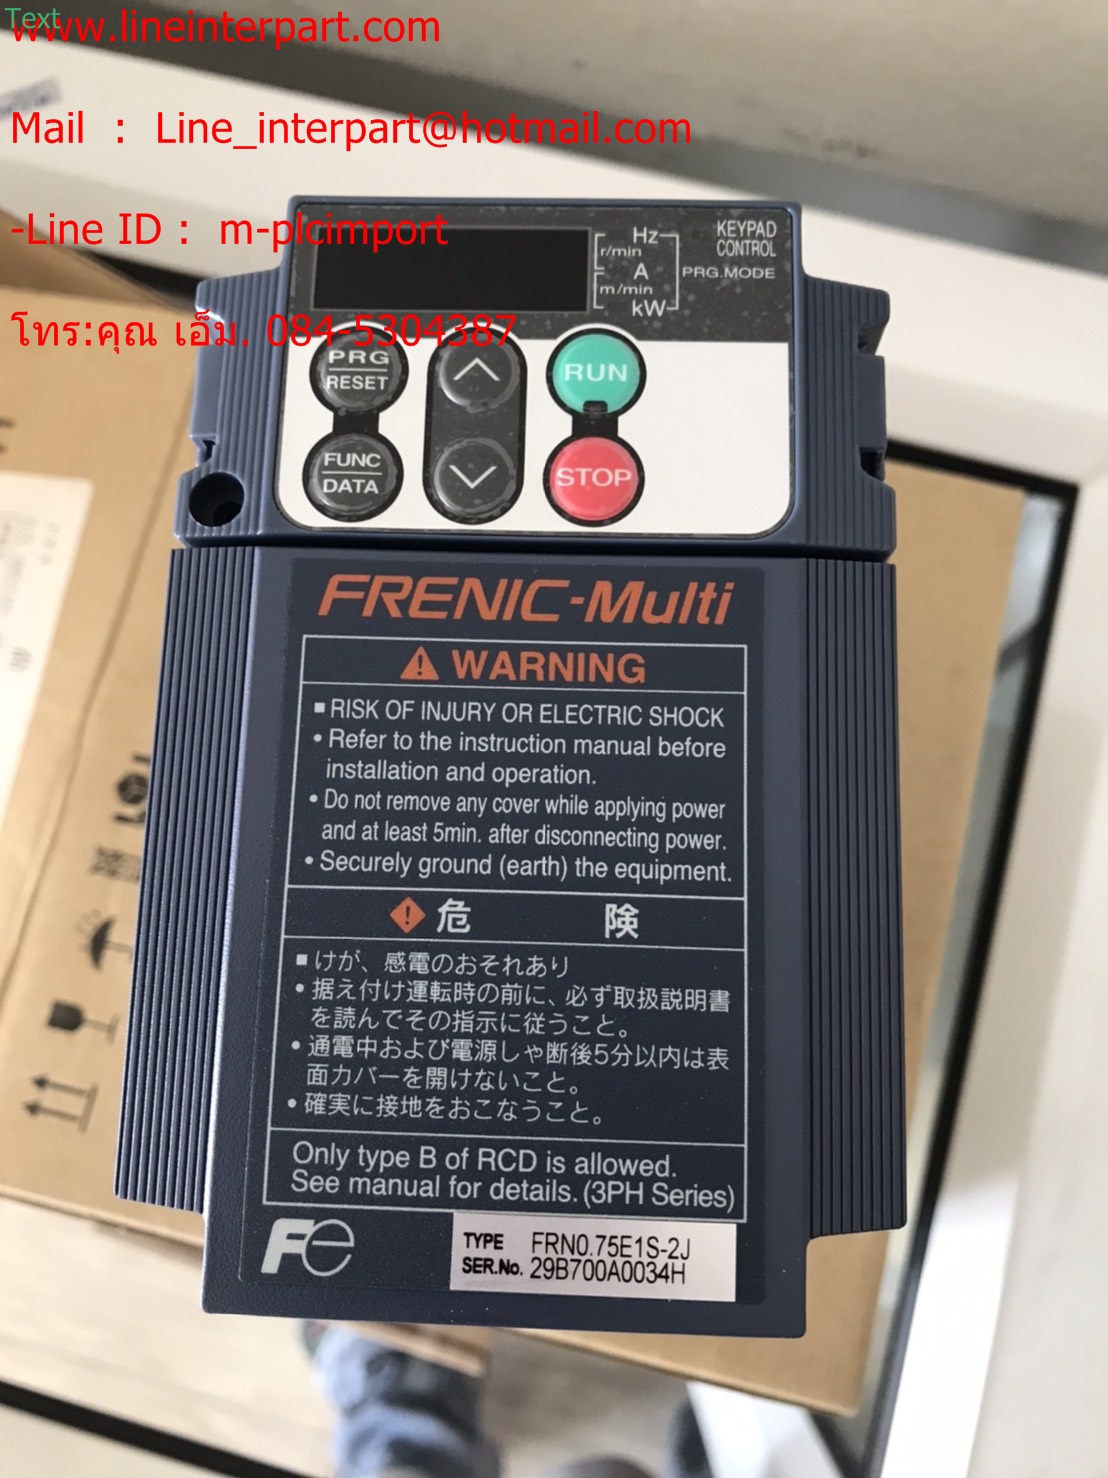 Text
www.lineinterpart.com
Mail : Line_interpart@hotmail.com
-Line ID : m-plcimport
โทร:คุณ เอ็ม. 084-5304387
Hz
r/min
A
m/min
kW
KEYPAD
CONTROL
PRG.MODE
PRG
RESET
RUN
FUNC
DATA
STOP
FRENIC-Multi
WARNING
■RISK OF INJURY OR ELECTRIC SHOCK
• Refer to the instruction manual before
installation and operation.
• Do not remove any cover while applying power
and at least 5min. after disconnecting power.
• Securely ground (earth) the equipment.
危 険
■けが、感電のおそれあり
• 据え付け運転時の前に、必ず取扱説明書
を読んでその指示に従うこと。
• 通電中および電源しゃ断後5分以内は表
面カバーを開けないこと。
• 確実に接地をおこなうこと。
Only type B of RCD is allowed.
See manual for details. (3PH Series)
Fe
TYPE FRN0.75E1S-2J
SER.No. 29B700A0034H